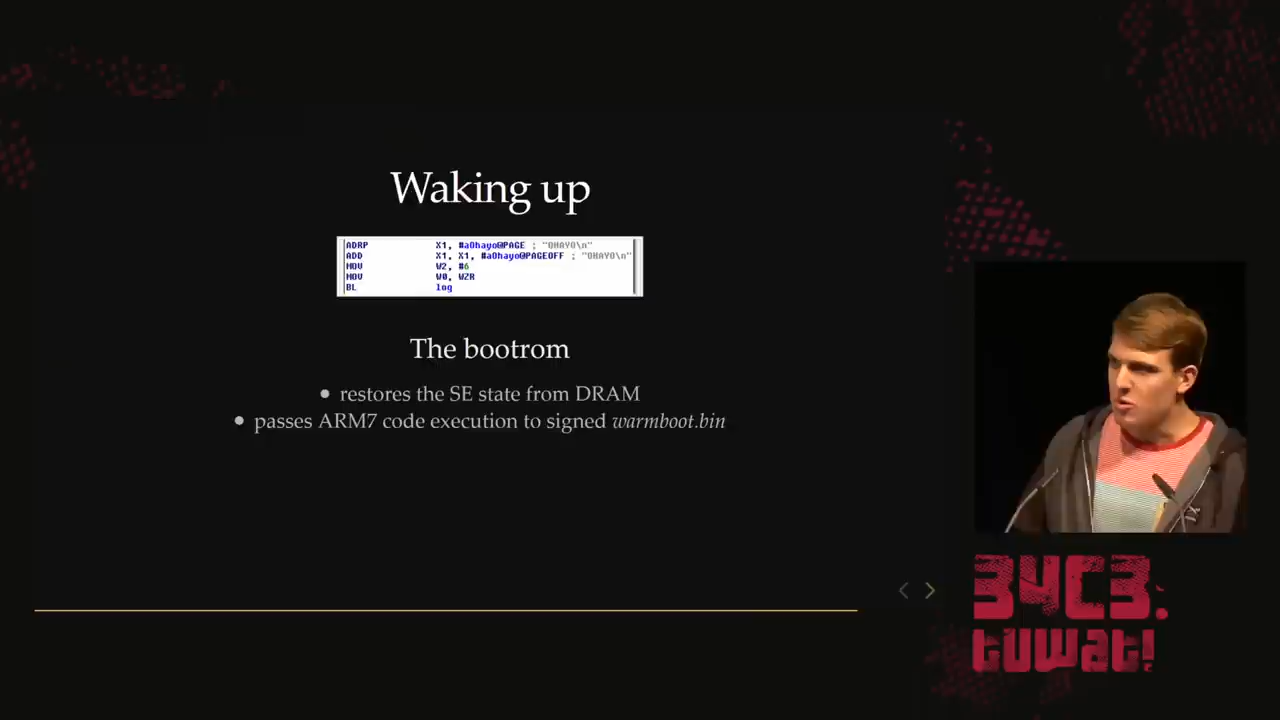 Waking up
ADRP X1, #aOhayo@PAGE ; "OHAYO\n"
ADD X1, X1, #aOhayo@PAGEOFF ; "OHAYO\n"
MOV W2, #6
MOV W0, WZR
BL log
The bootrom
• restores the SE state from DRAM
• passes ARM7 code execution to signed warmboot.bin
34C3.
tuwat!